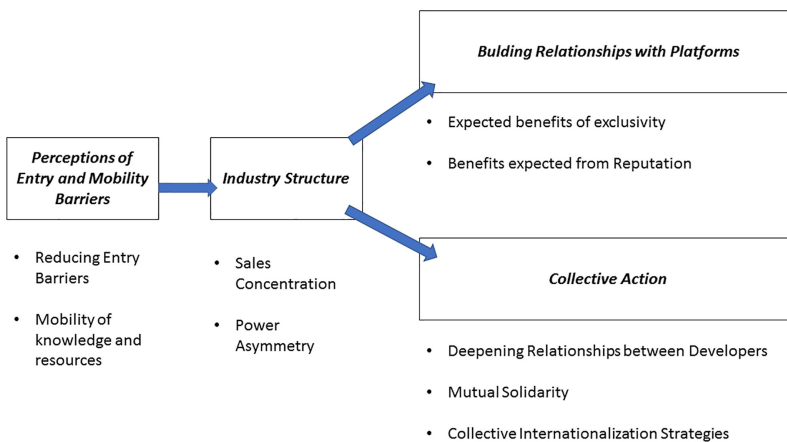 Perceptions of
Entry and Mobility
Barriers
• Reducing Entry
Barriers
• Mobility of
knowledge and
resources
Industry Structure
• Sales
Concentration
• Power
Asymmetry
Bulding Relationships with Platforms
• Expected benefits of exclusivity
• Benefits expected from Reputation
Collective Action
• Deepening Relationships between Developers
• Mutual Solidarity
• Collective Internationalization Strategies